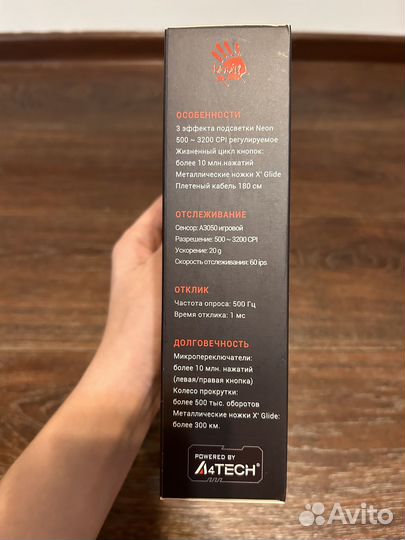 Bloody
ОСОБЕННОСТИ
3 эффекта подсветки Neon
500 ~ 3200 CPI регулируемое
Жизненный цикл кнопок:
более 10 млн.нажатий
Металлические ножки X' Glide
Плетеный кабель 180 см
ОТСЛЕЖИВАНИЕ
Сенсор: A3050 игровой
Разрешение: 500 ~ 3200 CPI
Ускорение: 20 g
Скорость отслеживания: 60 ips
ОТКЛИК
Частота опроса: 500 Гц
Время отклика: 1 мс
ДОЛГОВЕЧНОСТЬ
Микропереключатели:
более 10 млн. нажатий
(левая/правая кнопка)
Колесо прокрутки:
более 500 тыс. оборотов
Металлические ножки X' Glide:
более 300 км.
POWERED BY
A4TECH®
Avito